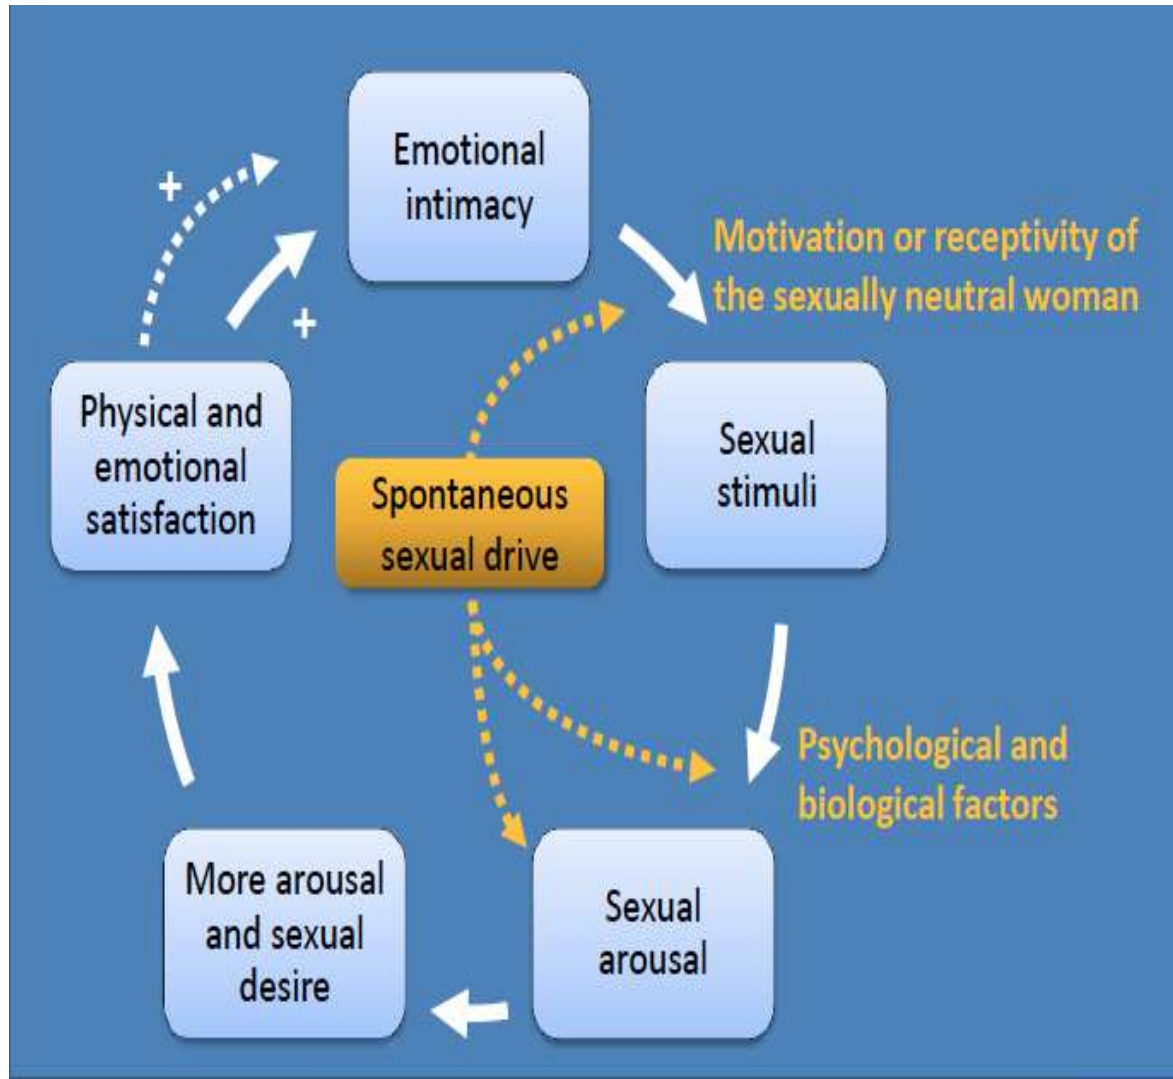 Emotional
intimacy
+
+
Motivation or receptivity of
the sexually neutral woman
Physical and
emotional
satisfaction
Spontaneous
sexual drive
Sexual
stimuli
Psychological and
biological factors
More arousal
and sexual
desire
Sexual
arousal